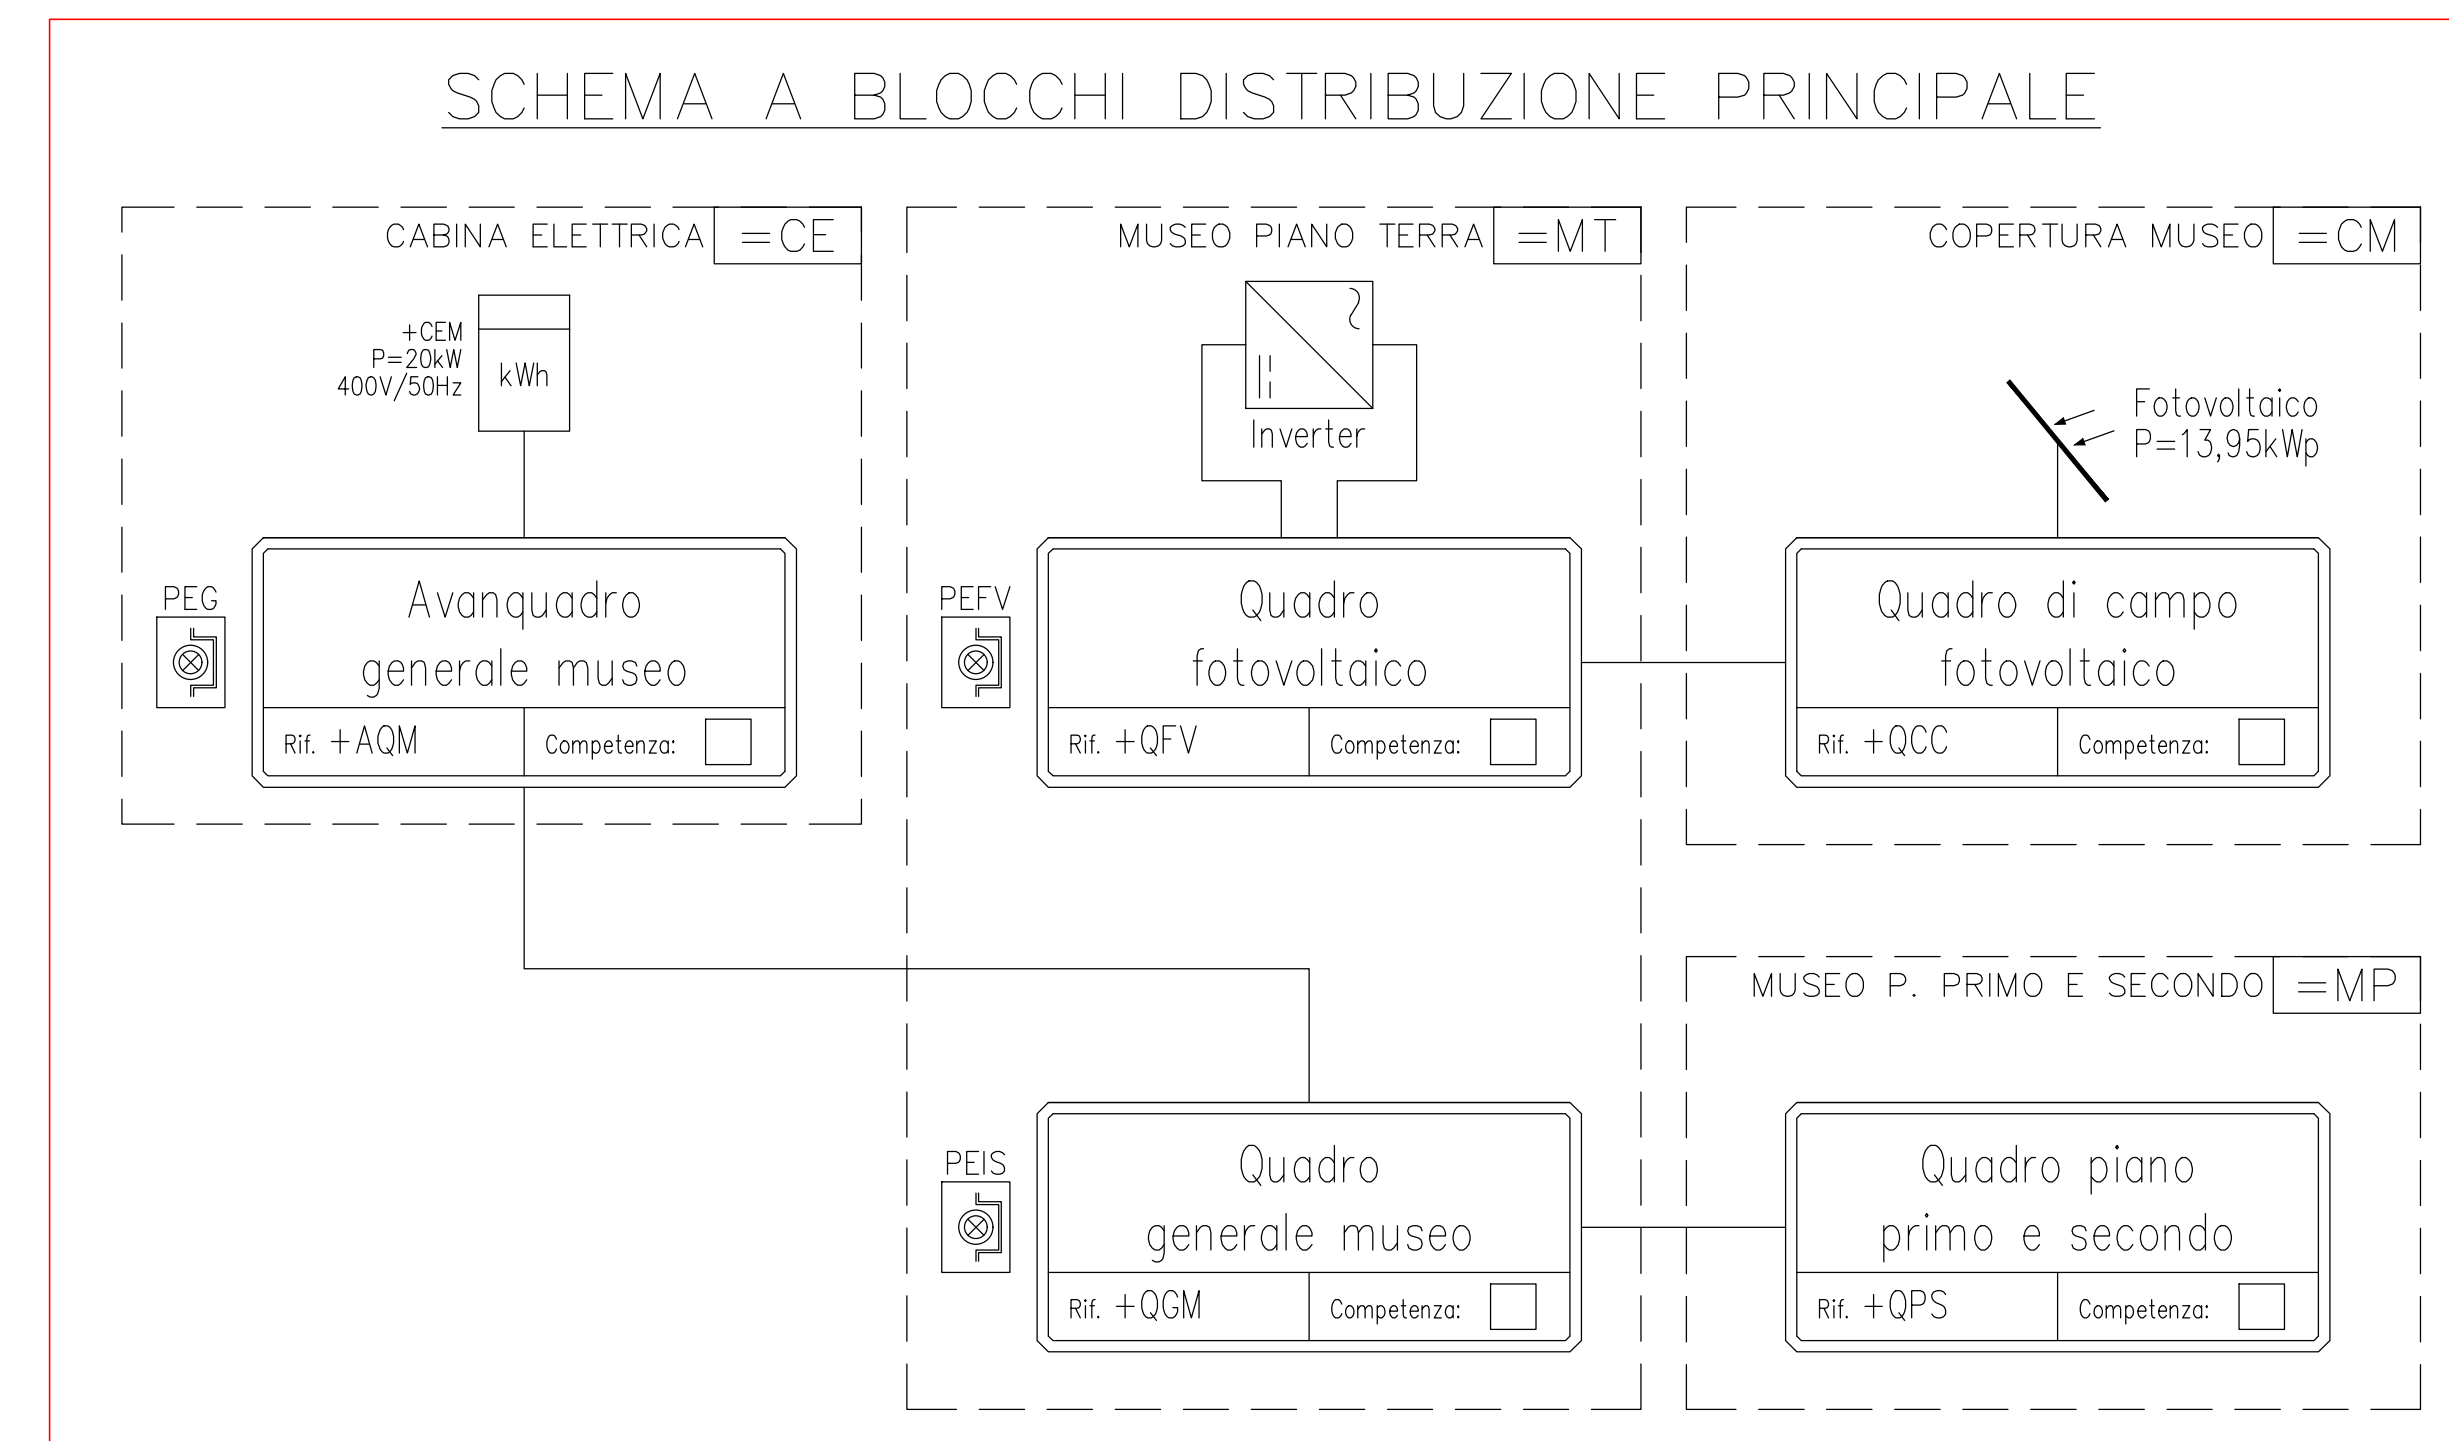 SCHEMA A BLOCCHI DISTRIBUZIONE PRINCIPALE
CABINA ELETTRICA =CE
+CEM
P=20kW
400V/50Hz
kWh
PEG
Avanquadro
generale museo
Rif. +AQM Competenza:
MUSEO PIANO TERRA =MT
Inverter
PEFV
Quadro
fotovoltaico
Rif. +QFV Competenza:
COPERTURA MUSEO =CM
Fotovoltaico
P=13,95kWp
Quadro di campo
fotovoltaico
Rif. +QCC Competenza:
PEIS
Quadro
generale museo
Rif. +QGM Competenza:
MUSEO P. PRIMO E SECONDO =MP
Quadro piano
primo e secondo
Rif. +QPS Competenza: